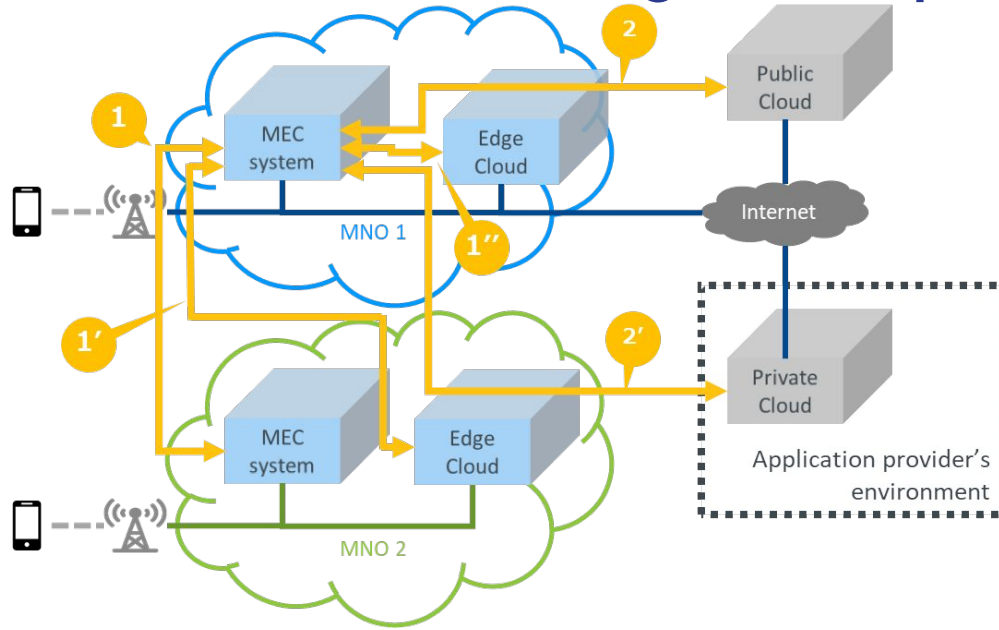 2
Public
Cloud
1
MEC
system
Edge
Cloud
Internet
MNO 1
1′′
1′
2′
Private
Cloud
MEC
system
Edge
Cloud
Application provider’s
environment
MNO 2